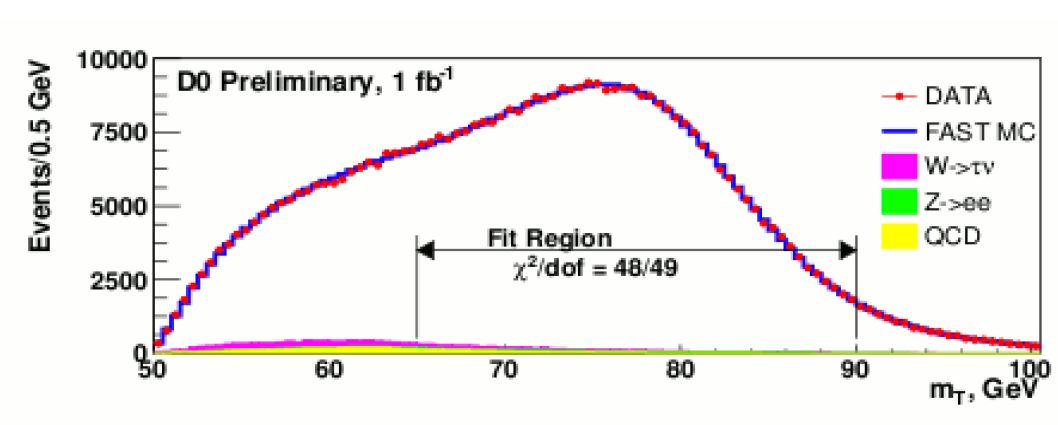 10000
7500
5000
2500
0
Events/0.5 GeV
D0 Preliminary, 1 fb⁻¹
DATA
FAST MC
W->τν
Z->ee
QCD
Fit Region
χ²/dof = 48/49
50 60 70 80 90 100
m_T, GeV